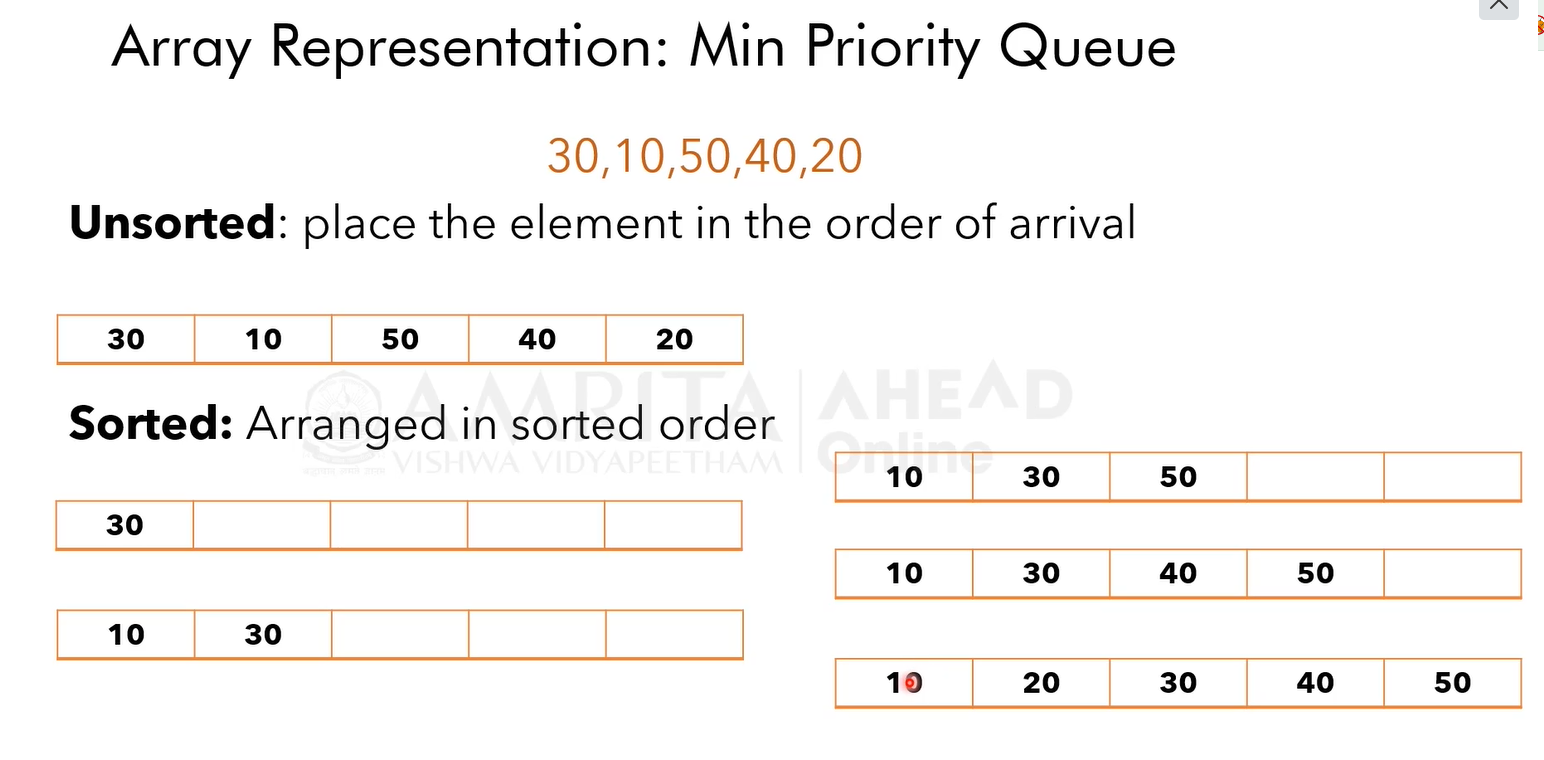 Array Representation: Min Priority Queue
30,10,50,40,20
Unsorted: place the element in the order of arrival
30 10 50 40 20
AMRITA AHEAD
VISHWA VIDYAPEETHAM Online
Sorted: Arranged in sorted order
30
10 30
10 30 50
10 30 40 50
10 20 30 40 50